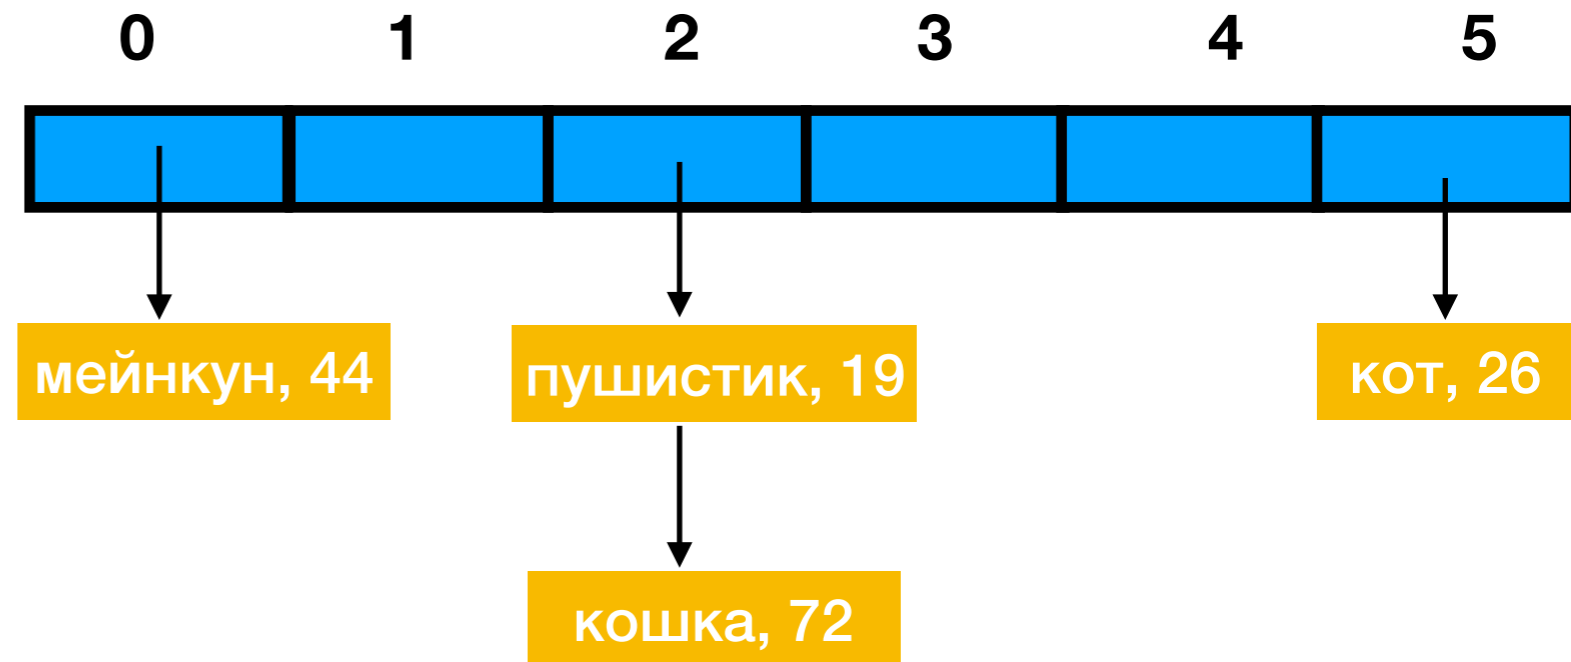 0 1 2 3 4 5
мейнкун, 44 пушистик, 19 кот, 26
кошка, 72